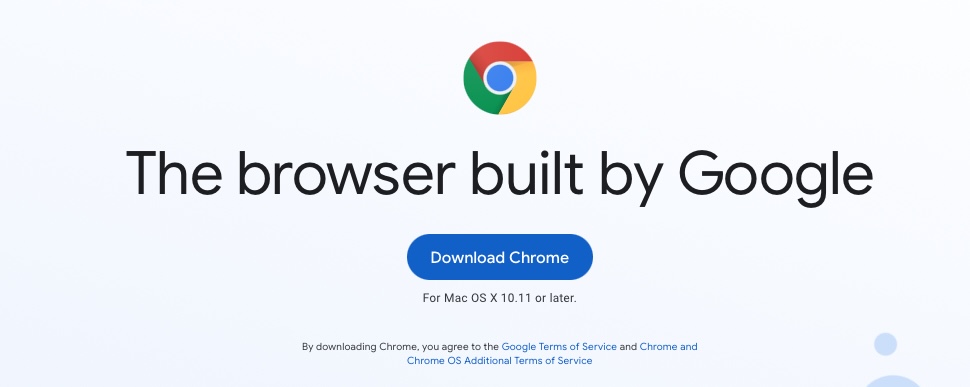 The browser built by Google
Download Chrome
For Mac OS X 10.11 or later.
By downloading Chrome, you agree to the Google Terms of Service and Chrome and
Chrome OS Additional Terms of Service